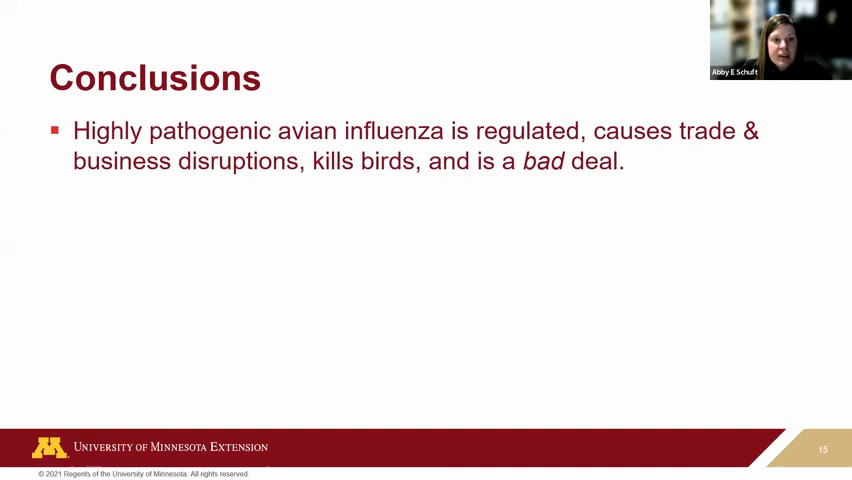 Abby E Schuft
Conclusions
▪ Highly pathogenic avian influenza is regulated, causes trade &
business disruptions, kills birds, and is a bad deal.
M
UNIVERSITY OF MINNESOTA EXTENSION
15
© 2021 Regents of the University of Minnesota. All rights reserved.